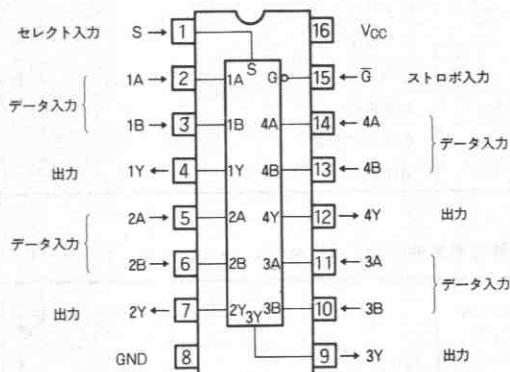 セレクト入力 S 1 16 VCC
S
データ入力 1A 2 1A G 15 G̅ ストロボ入力
1B 3 1B 4A 14 4A データ入力
出力 1Y 4 1Y 4B 13 4B
データ入力 2A 5 2A 4Y 12 4Y 出力
2B 6 2B 3A 11 3A データ入力
出力 2Y 7 2Y 3Y 3B 10 3B
GND 8 9 3Y 出力